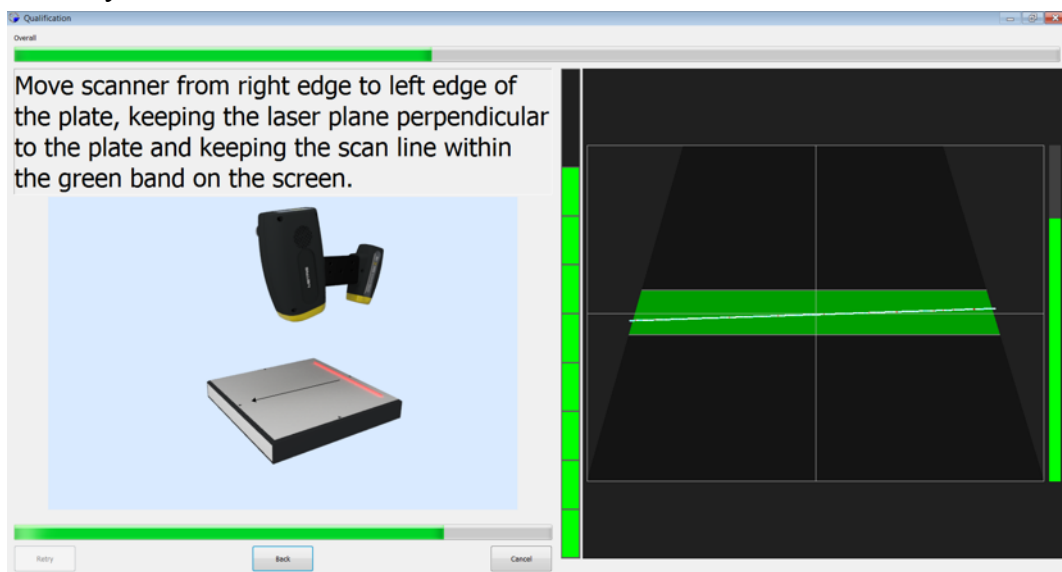 Qualification
Overall
Move scanner from right edge to left edge of
the plate, keeping the laser plane perpendicular
to the plate and keeping the scan line within
the green band on the screen.
Retry
Back
Cancel